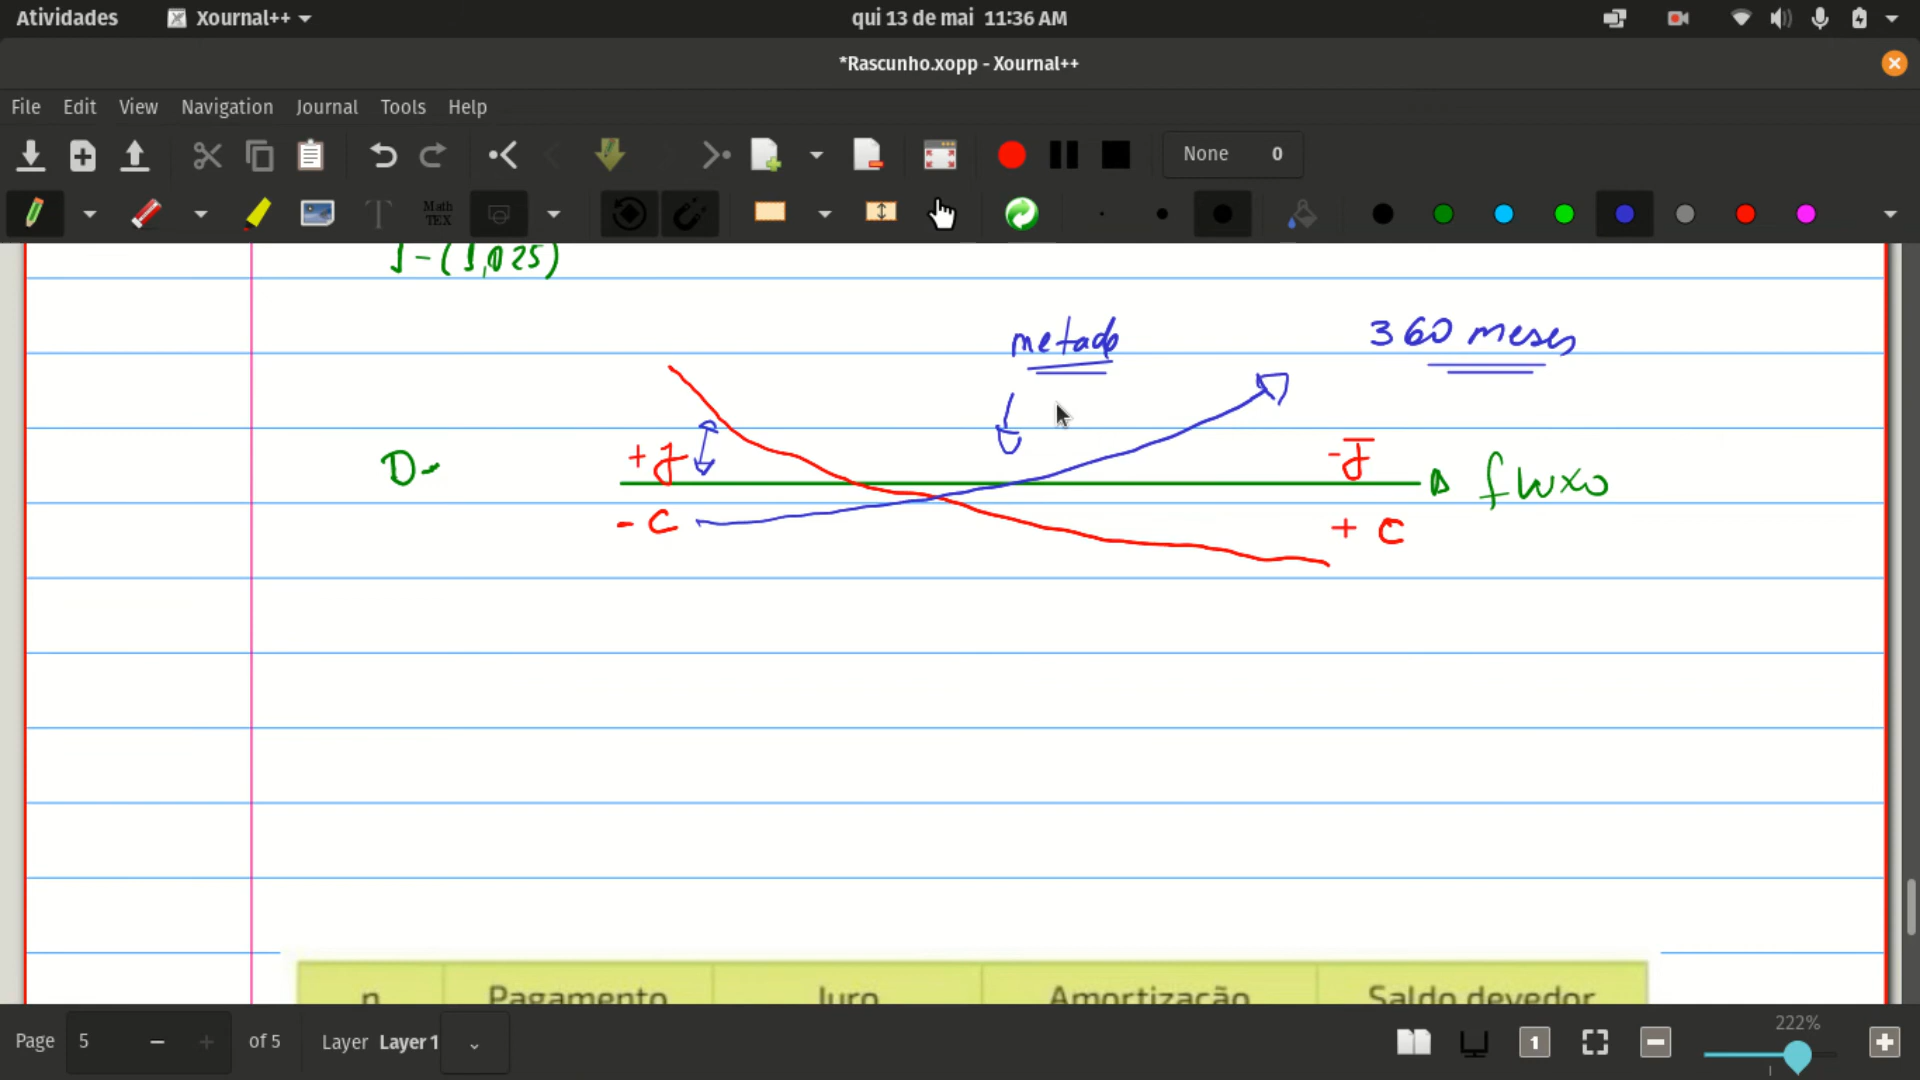 Atividades Xournal++ qui 13 de mai 11:36 AM
*Rascunho.xopp - Xournal++
File Edit View Navigation Journal Tools Help
None 0
T Math TEX
1-(1,025)
metade 360 meses
D- +J -J fluxo
-C +C
n Pagamento Juro Amortização Saldo devedor
222%
Page 5 of 5 Layer Layer 1 1